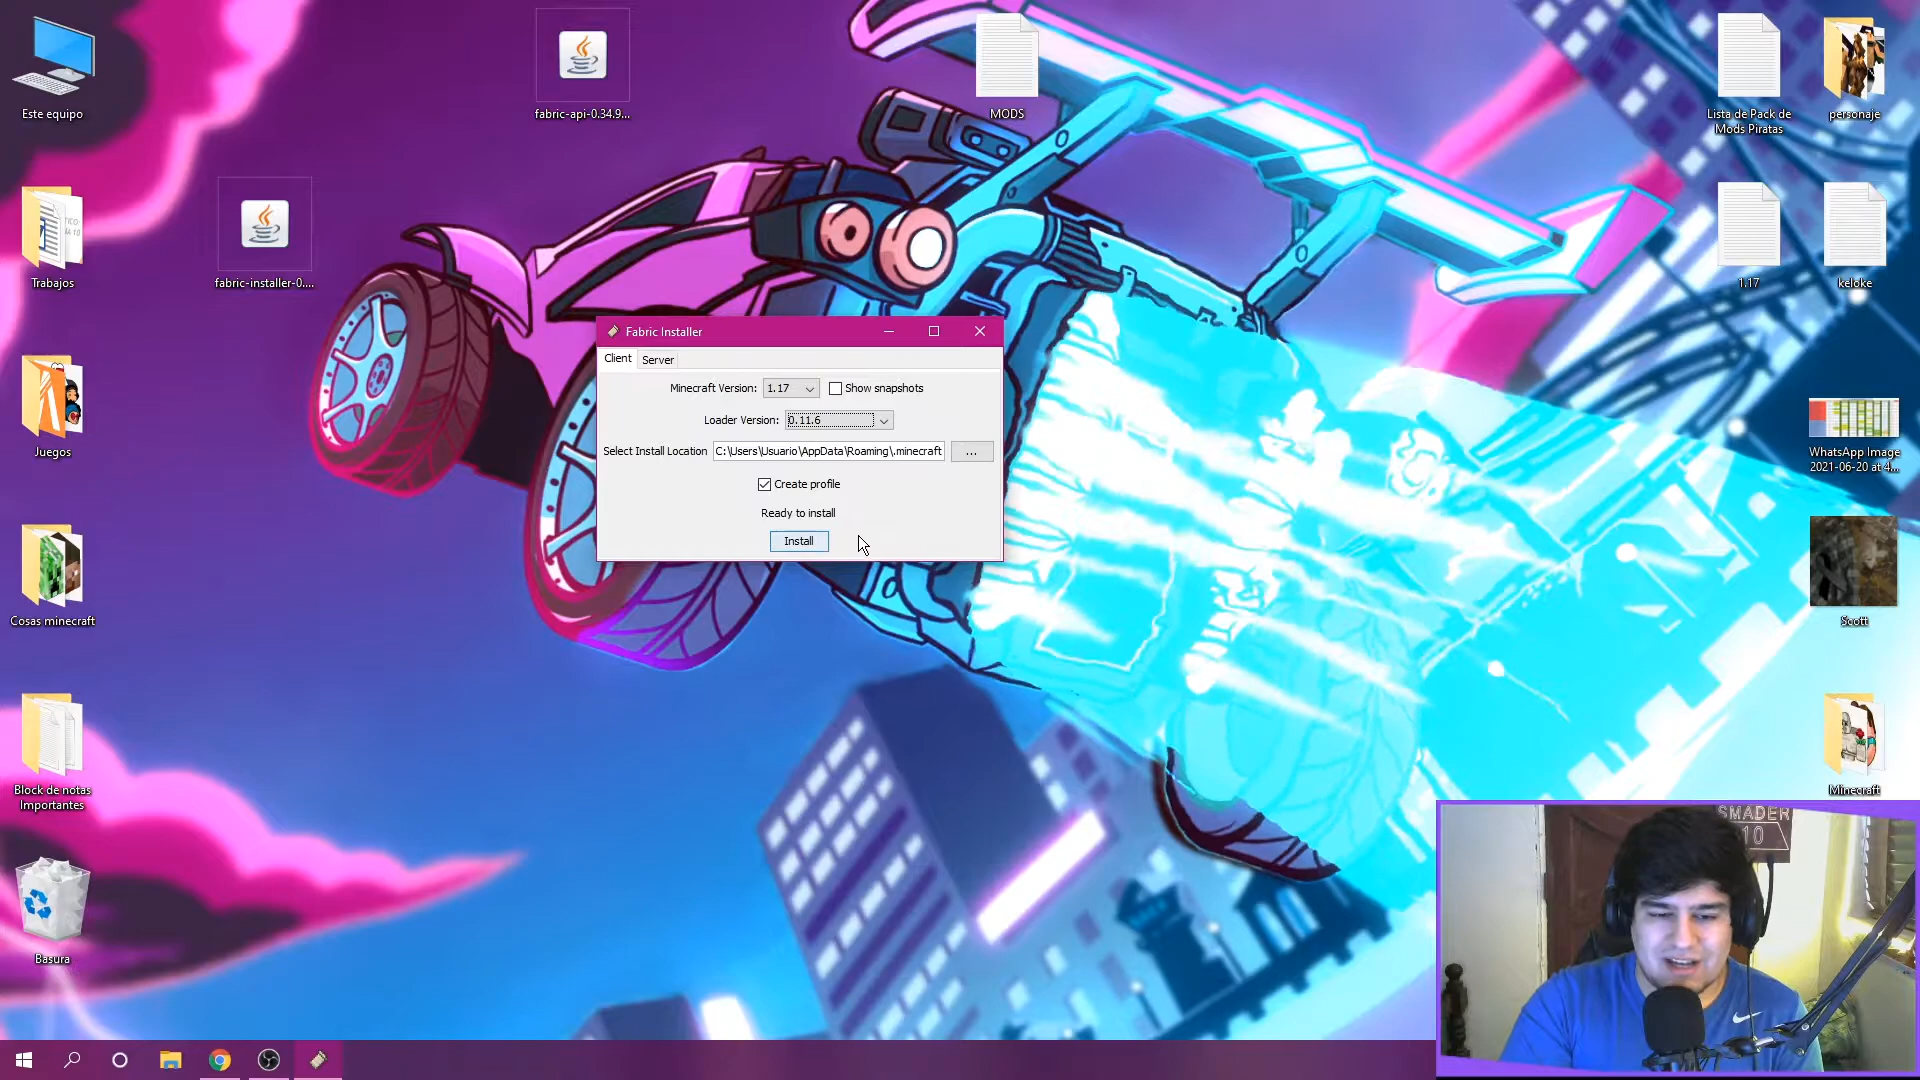 Este equipo
fabric-api-0.34.9...
MODS
Lista de Pack de
Mods Piratas
personaje
Trabajos
fabric-installer-0....
1.17
keloke
Fabric Installer
Client
Server
Minecraft Version:
1.17
Show snapshots
Loader Version:
0.11.6
Select Install Location
C:\Users\Usuario\AppData\Roaming\.minecraft
...
Create profile
Ready to install
Install
Juegos
WhatsApp Image
2021-06-20 at 4...
Cosas minecraft
Scott
Block de notas
Importantes
Minecraft
SMADER
10
Basura